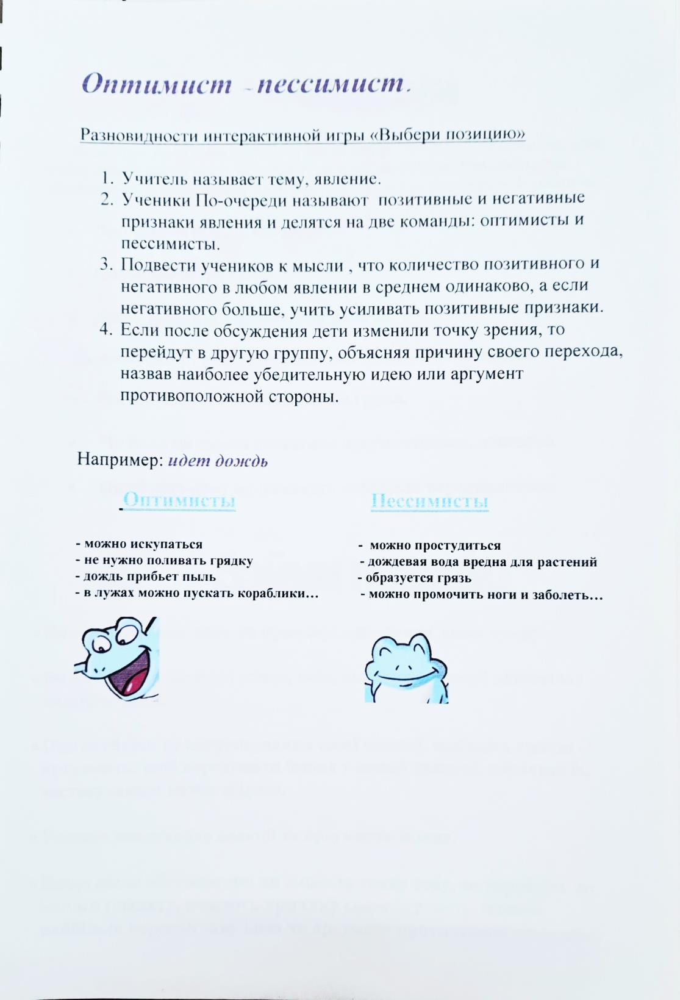 Оптимист - пессимист.
Разновидности интерактивной игры «Выбери позицию»
1. Учитель называет тему, явление.
2. Ученики По-очереди называют позитивные и негативные
признаки явления и делятся на две команды: оптимисты и
пессимисты.
3. Подвести учеников к мысли , что количество позитивного и
негативного в любом явлении в среднем одинаково, а если
негативного больше, учить усиливать позитивные признаки.
4. Если после обсуждения дети изменили точку зрения, то
перейдут в другую группу, объясняя причину своего перехода,
назвав наиболее убедительную идею или аргумент
противоположной стороны.
Например: идет дождь
Оптимисты
- можно искупаться
- не нужно поливать грядку
- дождь прибьет пыль
- в лужах можно пускать кораблики...
Пессимисты
- можно простудиться
- дождевая вода вредна для растений
- образуется грязь
- можно промочить ноги и заболеть...